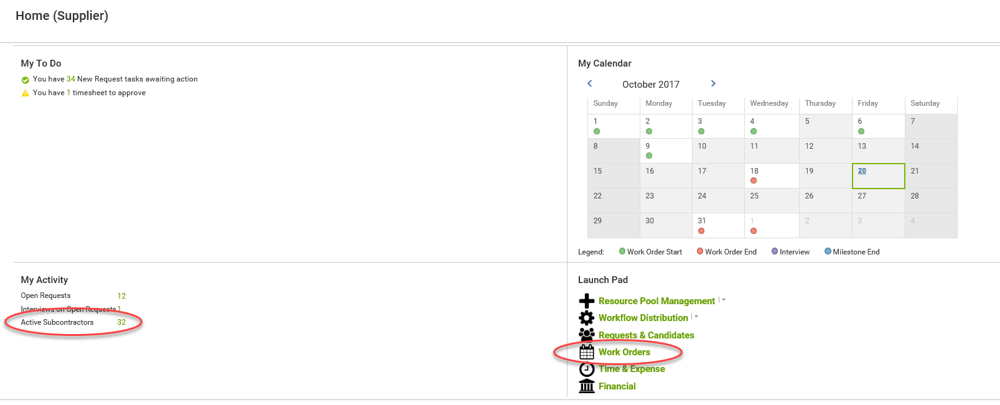 Home (Supplier)
My To Do
You have 34 New Request tasks awaiting action
You have 1 timesheet to approve
My Calendar
October 2017
Sunday Monday Tuesday Wednesday Thursday Friday Saturday
1 2 3 4 5 6 7
8 9 10 11 12 13 14
15 16 17 18 19 20 21
22 23 24 25 26 27 28
29 30 31 1 2 3 4
Legend: Work Order Start Work Order End Interview Milestone End
My Activity
Open Requests 12
Interviews on Open Requests 1
Active Subcontractors 32
Launch Pad
Resource Pool Management
Workflow Distribution
Requests & Candidates
Work Orders
Time & Expense
Financial